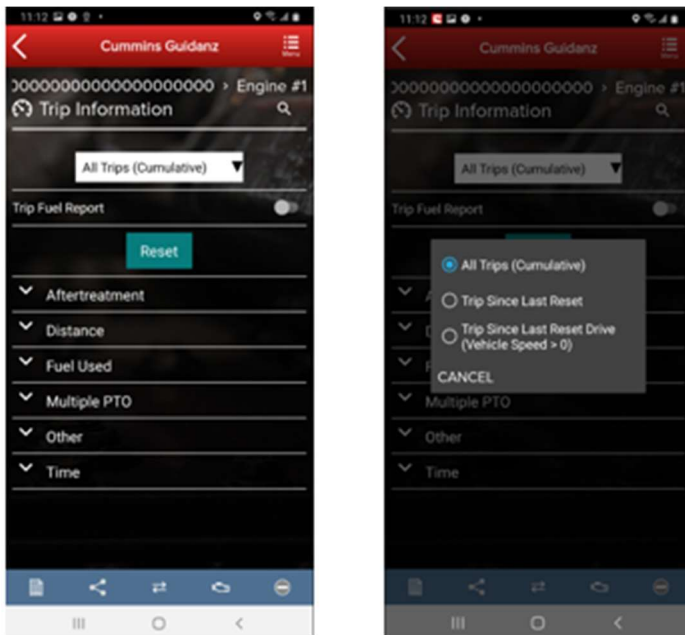 11:12
Cummins Guidanz
Menu
00000000000000000000 > Engine #1
Trip Information
All Trips (Cumulative)
Trip Fuel Report
Reset
Aftertreatment
Distance
Fuel Used
Multiple PTO
Other
Time
11:12
Cummins Guidanz
Menu
00000000000000000000 > Engine #1
Trip Information
All Trips (Cumulative)
Trip Fuel Report
All Trips (Cumulative)
Trip Since Last Reset
Trip Since Last Reset Drive
(Vehicle Speed > 0)
CANCEL
Multiple PTO
Other
Time